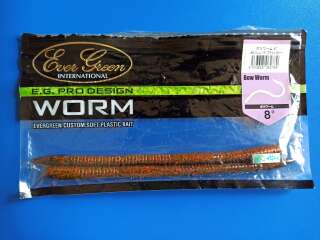 Ever Green
INTERNATIONAL
E.G. PRO DESIGN
WORM
EVERGREEN CUSTOM SOFT PLASTIC BAIT
Bow Worm
8"